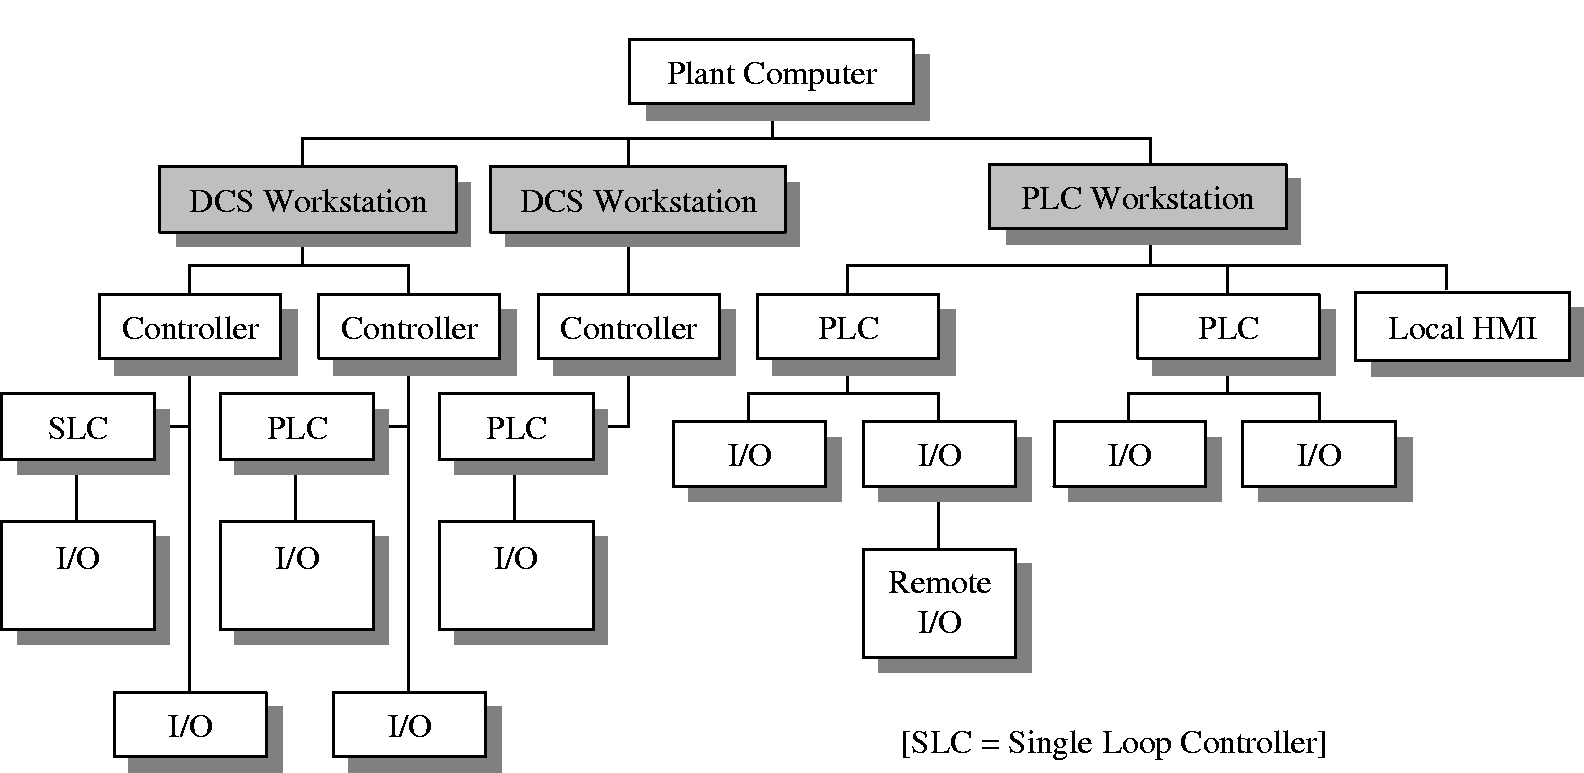 Plant Computer
DCS Workstation
DCS Workstation
PLC Workstation
Controller
Controller
Controller
PLC
PLC
Local HMI
SLC
PLC
PLC
I/O
I/O
I/O
I/O
I/O
I/O
I/O
Remote
I/O
I/O
I/O
[SLC = Single Loop Controller]